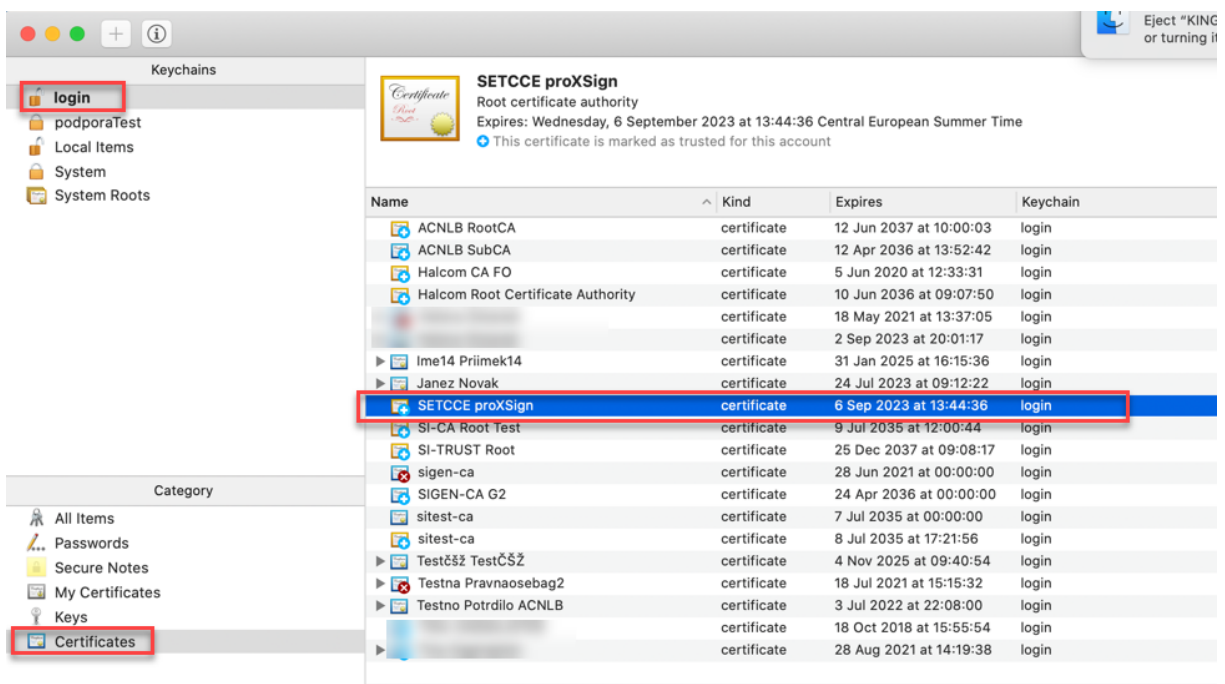 Eject "KING
or turning it
Keychains
login
podporaTest
Local Items
System
System Roots
Certificate
Root
SETCCE proXSign
Root certificate authority
Expires: Wednesday, 6 September 2023 at 13:44:36 Central European Summer Time
This certificate is marked as trusted for this account
Name Kind Expires Keychain
ACNLB RootCA certificate 12 Jun 2037 at 10:00:03 login
ACNLB SubCA certificate 12 Apr 2036 at 13:52:42 login
Halcom CA FO certificate 5 Jun 2020 at 12:33:31 login
Halcom Root Certificate Authority certificate 10 Jun 2036 at 09:07:50 login
certificate 18 May 2021 at 13:37:05 login
certificate 2 Sep 2023 at 20:01:17 login
Ime14 Priimek14 certificate 31 Jan 2025 at 16:15:36 login
Janez Novak certificate 24 Jul 2023 at 09:12:22 login
SETCCE proXSign certificate 6 Sep 2023 at 13:44:36 login
SI-CA Root Test certificate 9 Jul 2035 at 12:00:44 login
SI-TRUST Root certificate 25 Dec 2037 at 09:08:17 login
sigen-ca certificate 28 Jun 2021 at 00:00:00 login
SIGEN-CA G2 certificate 24 Apr 2036 at 00:00:00 login
sitest-ca certificate 7 Jul 2035 at 00:00:00 login
sitest-ca certificate 8 Jul 2035 at 17:21:56 login
Testčšž TestČŠŽ certificate 4 Nov 2025 at 09:40:54 login
Testna Pravnaosebag2 certificate 18 Jul 2021 at 15:15:32 login
Testno Potrdilo ACNLB certificate 3 Jul 2022 at 22:08:00 login
certificate 18 Oct 2018 at 15:55:54 login
certificate 28 Aug 2021 at 14:19:38 login
Category
All Items
Passwords
Secure Notes
My Certificates
Keys
Certificates